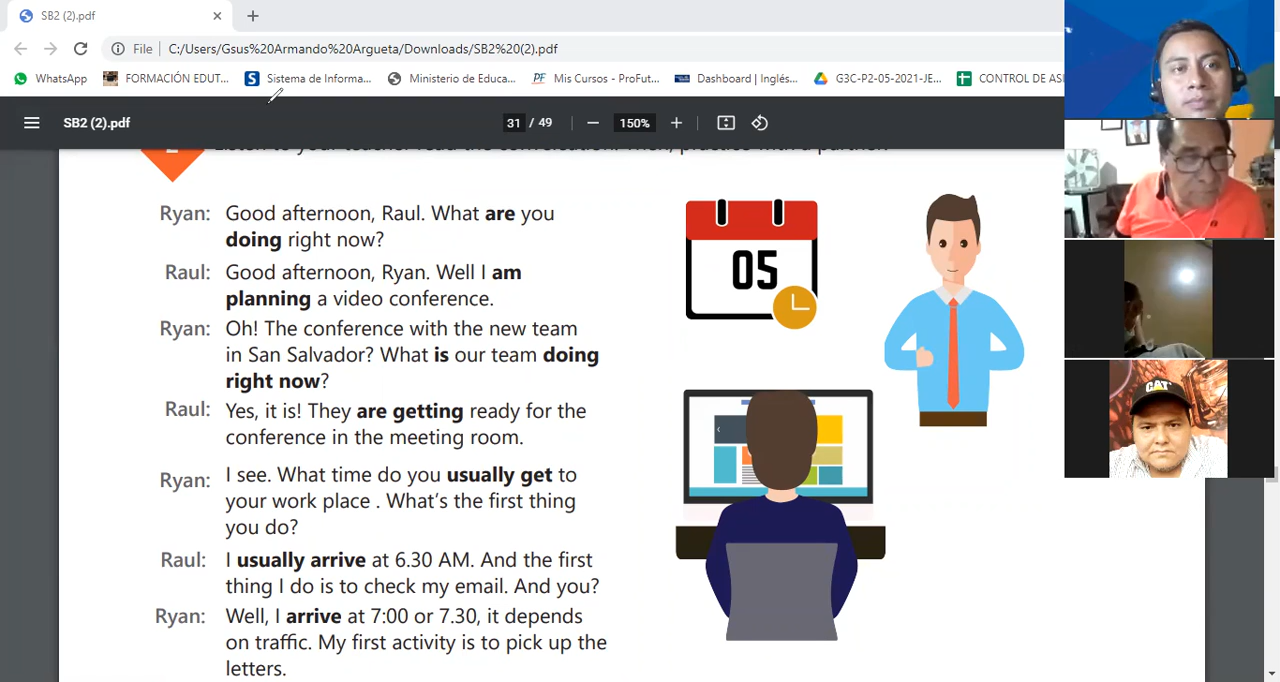 SB2 (2).pdf
File C:/Users/Gsus%20Armando%20Argueta/Downloads/SB2%20(2).pdf
WhatsApp FORMACIÓN EDUT... Sistema de Informa... Ministerio de Educa... Mis Cursos - ProFut... Dashboard | Inglés... G3C-P2-05-2021-JE... CONTROL DE ASI
SB2 (2).pdf 31 / 49 150%
Ryan: Good afternoon, Raul. What are you
doing right now?
Raul: Good afternoon, Ryan. Well I am
planning a video conference.
Ryan: Oh! The conference with the new team
in San Salvador? What is our team doing
right now?
Raul: Yes, it is! They are getting ready for the
conference in the meeting room.
Ryan: I see. What time do you usually get to
your work place . What's the first thing
you do?
Raul: I usually arrive at 6.30 AM. And the first
thing I do is to check my email. And you?
Ryan: Well, I arrive at 7:00 or 7.30, it depends
on traffic. My first activity is to pick up the
letters.
05
CAT